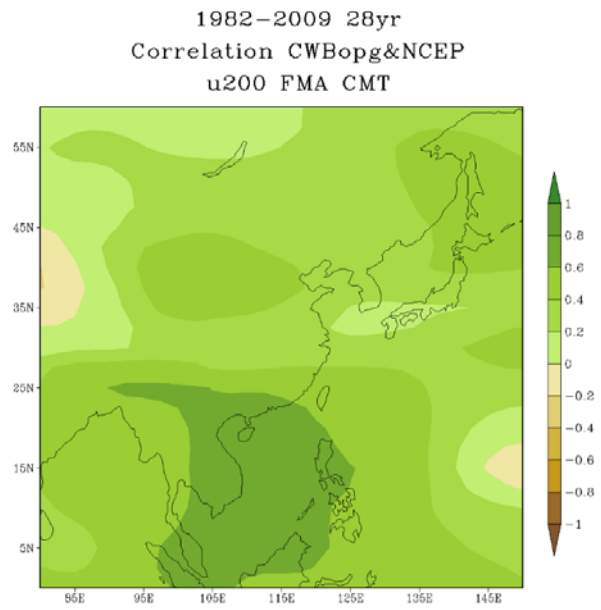 1982-2009 28yr
Correlation CWBopg&NCEP
u200 FMA CMT
55N
45N
35N
25N
15N
5N
85E
95E
105E
115E
125E
135E
145E
1
0.8
0.6
0.4
0.2
0
-0.2
-0.4
-0.6
-0.8
-1